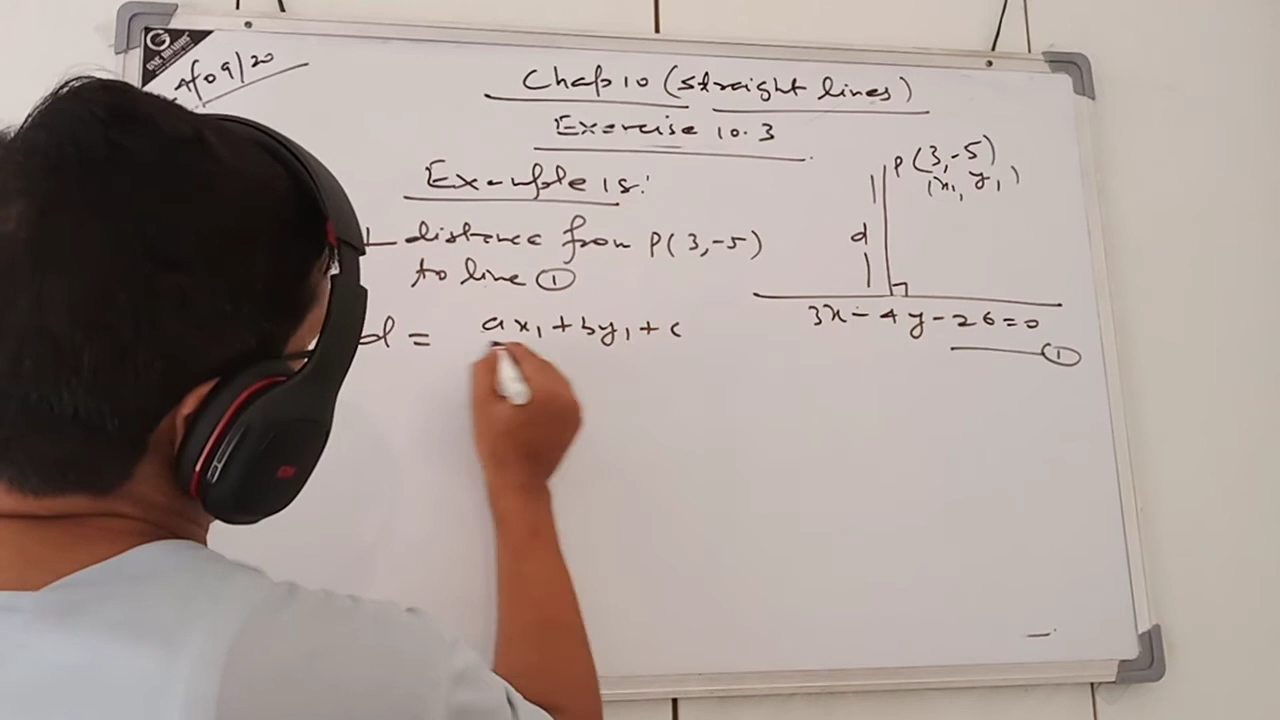 4/09/20
Chap 10 (straight lines)
Exercise 10.3
Example 18:
⊥ distance from P(3,-5)
to line ①
d = ax₁ + by₁ + c
P(3,-5)
(x₁, y₁)
d
3x - 4y - 26 = 0
①